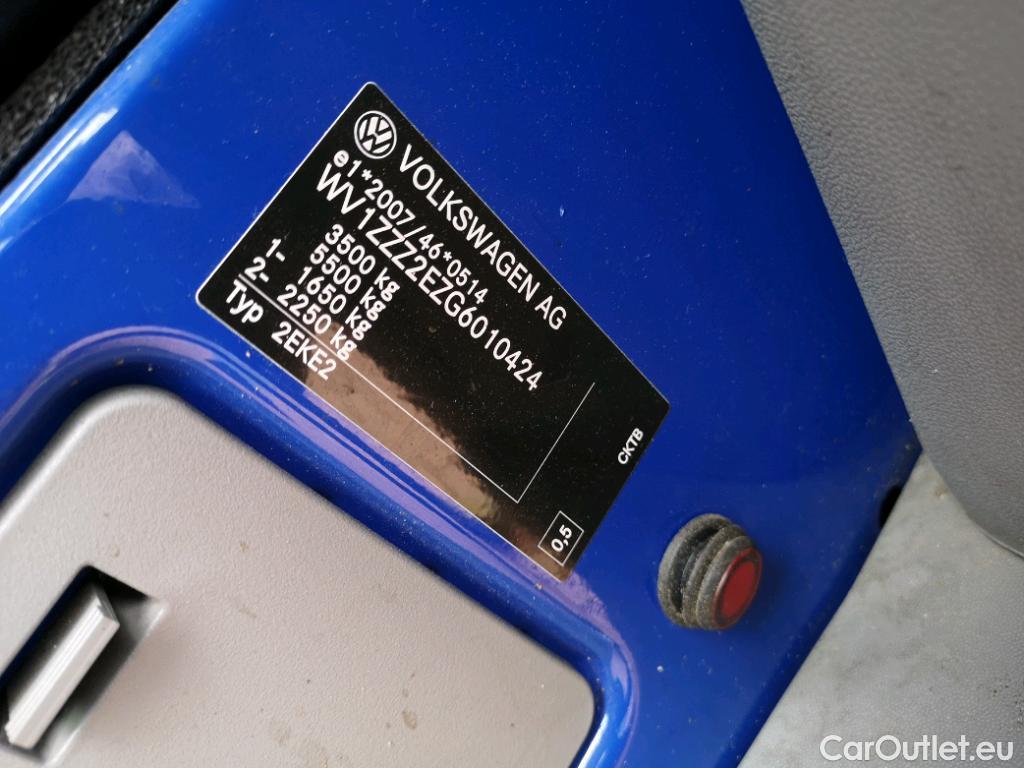 VOLKSWAGEN AG
e1*2007/46*0514
WV1ZZZ2EZG6010424
3500 kg
5500 kg
1- 1650 kg
2- 2250 kg
Typ 2EKE2
CKTB
0,5
CarOutlet.eu